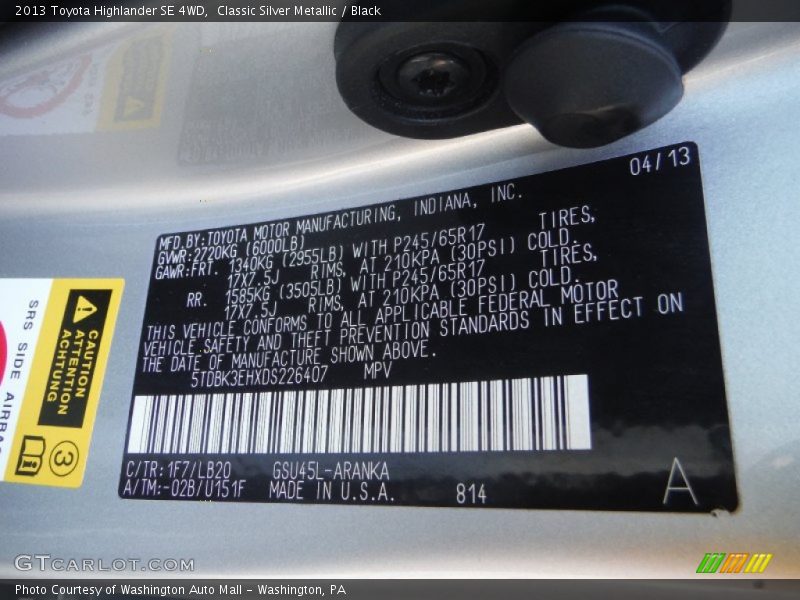 2013 Toyota Highlander SE 4WD, Classic Silver Metallic / Black
04/13
MFD.BY:TOYOTA MOTOR MANUFACTURING, INDIANA, INC.
GVWR:2720KG (6000LB)
GAWR:FRT. 1340KG (2955LB) WITH P245/65R17 TIRES,
17X7.5J RIMS, AT 210KPA (30PSI) COLD.
RR. 1585KG (3505LB) WITH P245/65R17 TIRES,
17X7.5J RIMS, AT 210KPA (30PSI) COLD.
THIS VEHICLE CONFORMS TO ALL APPLICABLE FEDERAL MOTOR
VEHICLE SAFETY AND THEFT PREVENTION STANDARDS IN EFFECT ON
THE DATE OF MANUFACTURE SHOWN ABOVE.
5TDBK3EHXDS226407 MPV
C/TR:1F7/LB20 GSU45L-ARANKA
A/TM:-02B/U151F MADE IN U.S.A. 814
A
CAUTION
ATTENTION
ACHTUNG
3
SRS SIDE AIRBAG
GTCARLOT.COM
Photo Courtesy of Washington Auto Mall - Washington, PA